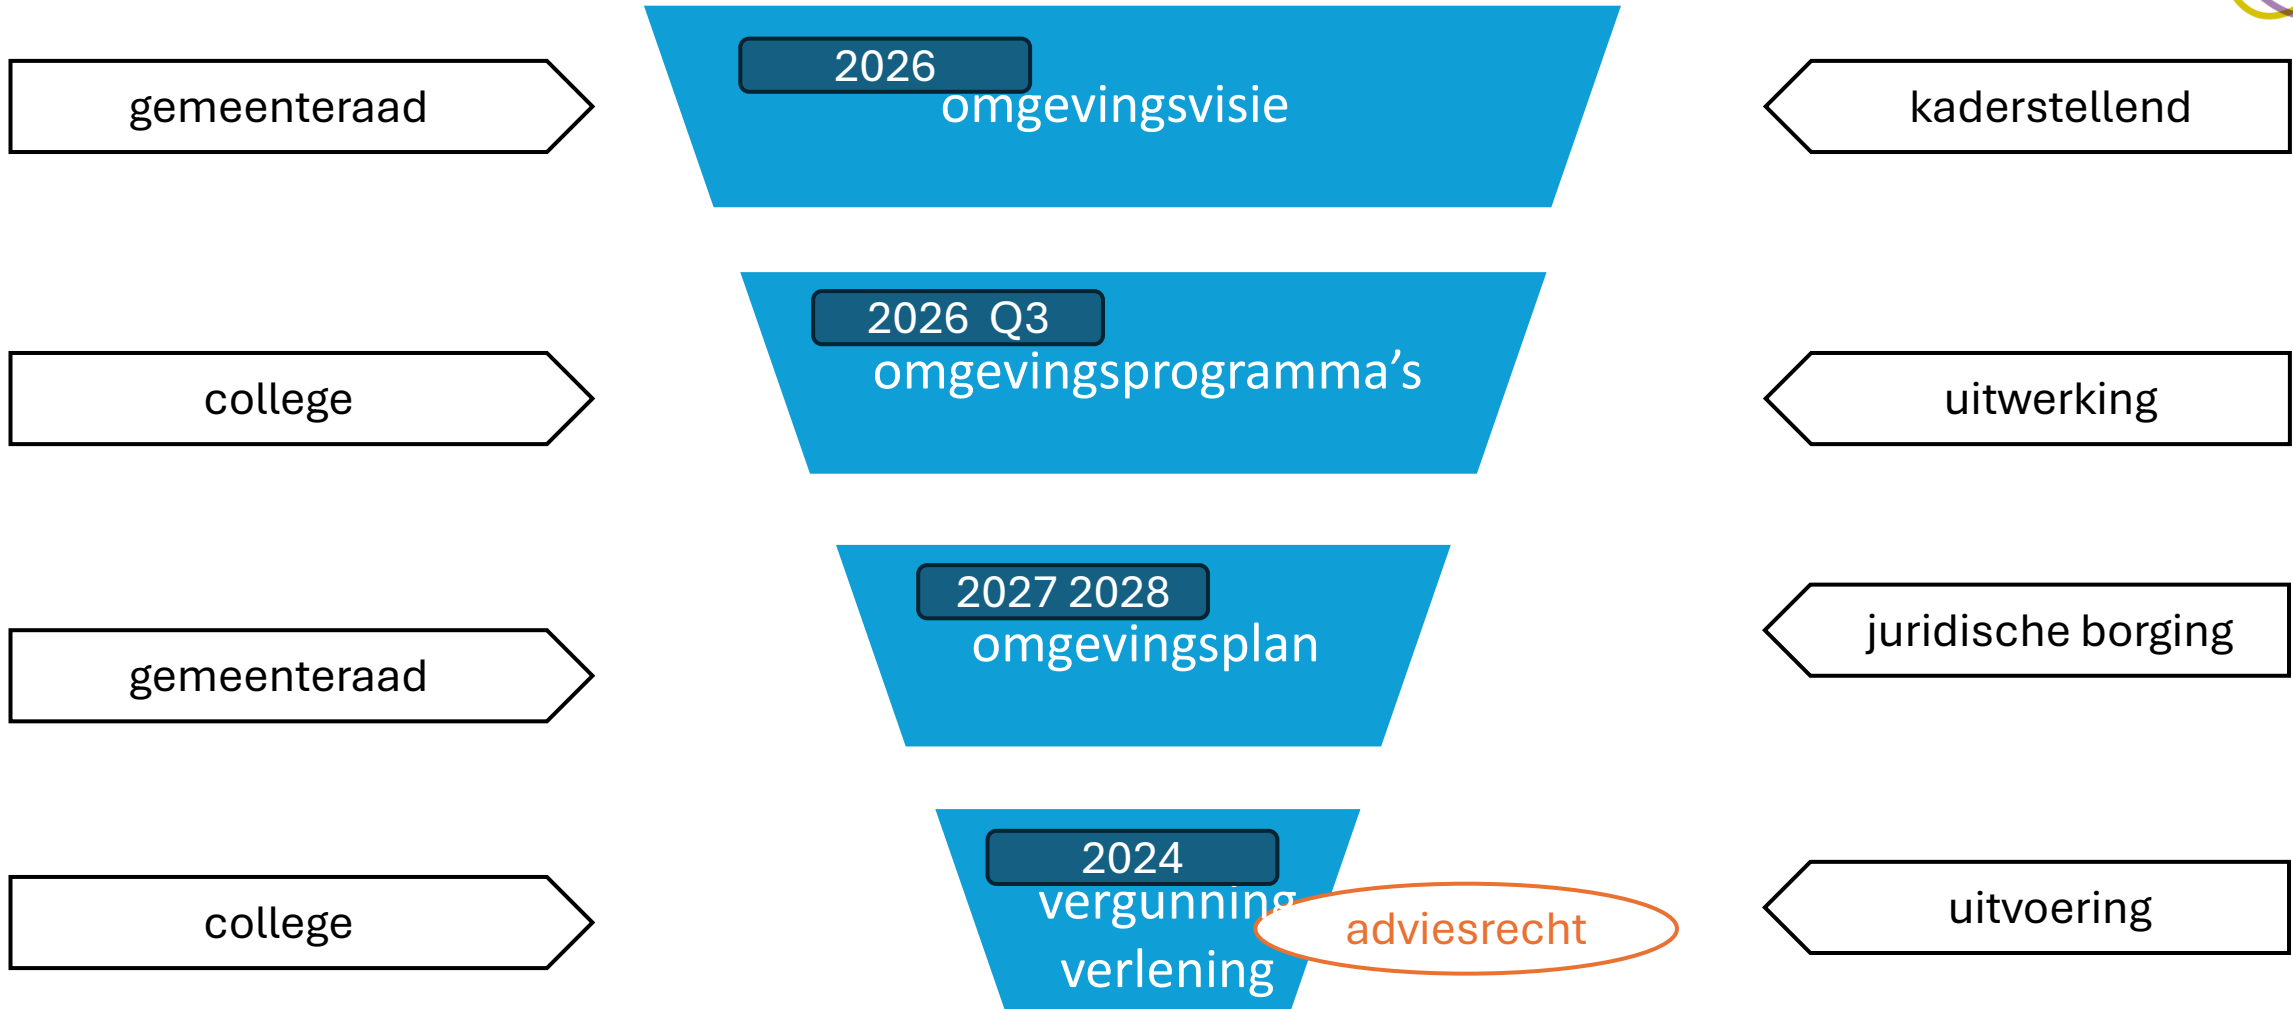 2026
gemeenteraad
omgevingsvisie
kaderstellend
2026 Q3
college
omgevingsprogramma’s
uitwerking
2027 2028
gemeenteraad
omgevingsplan
juridische borging
2024
college
vergunning
verlening
adviesrecht
uitvoering